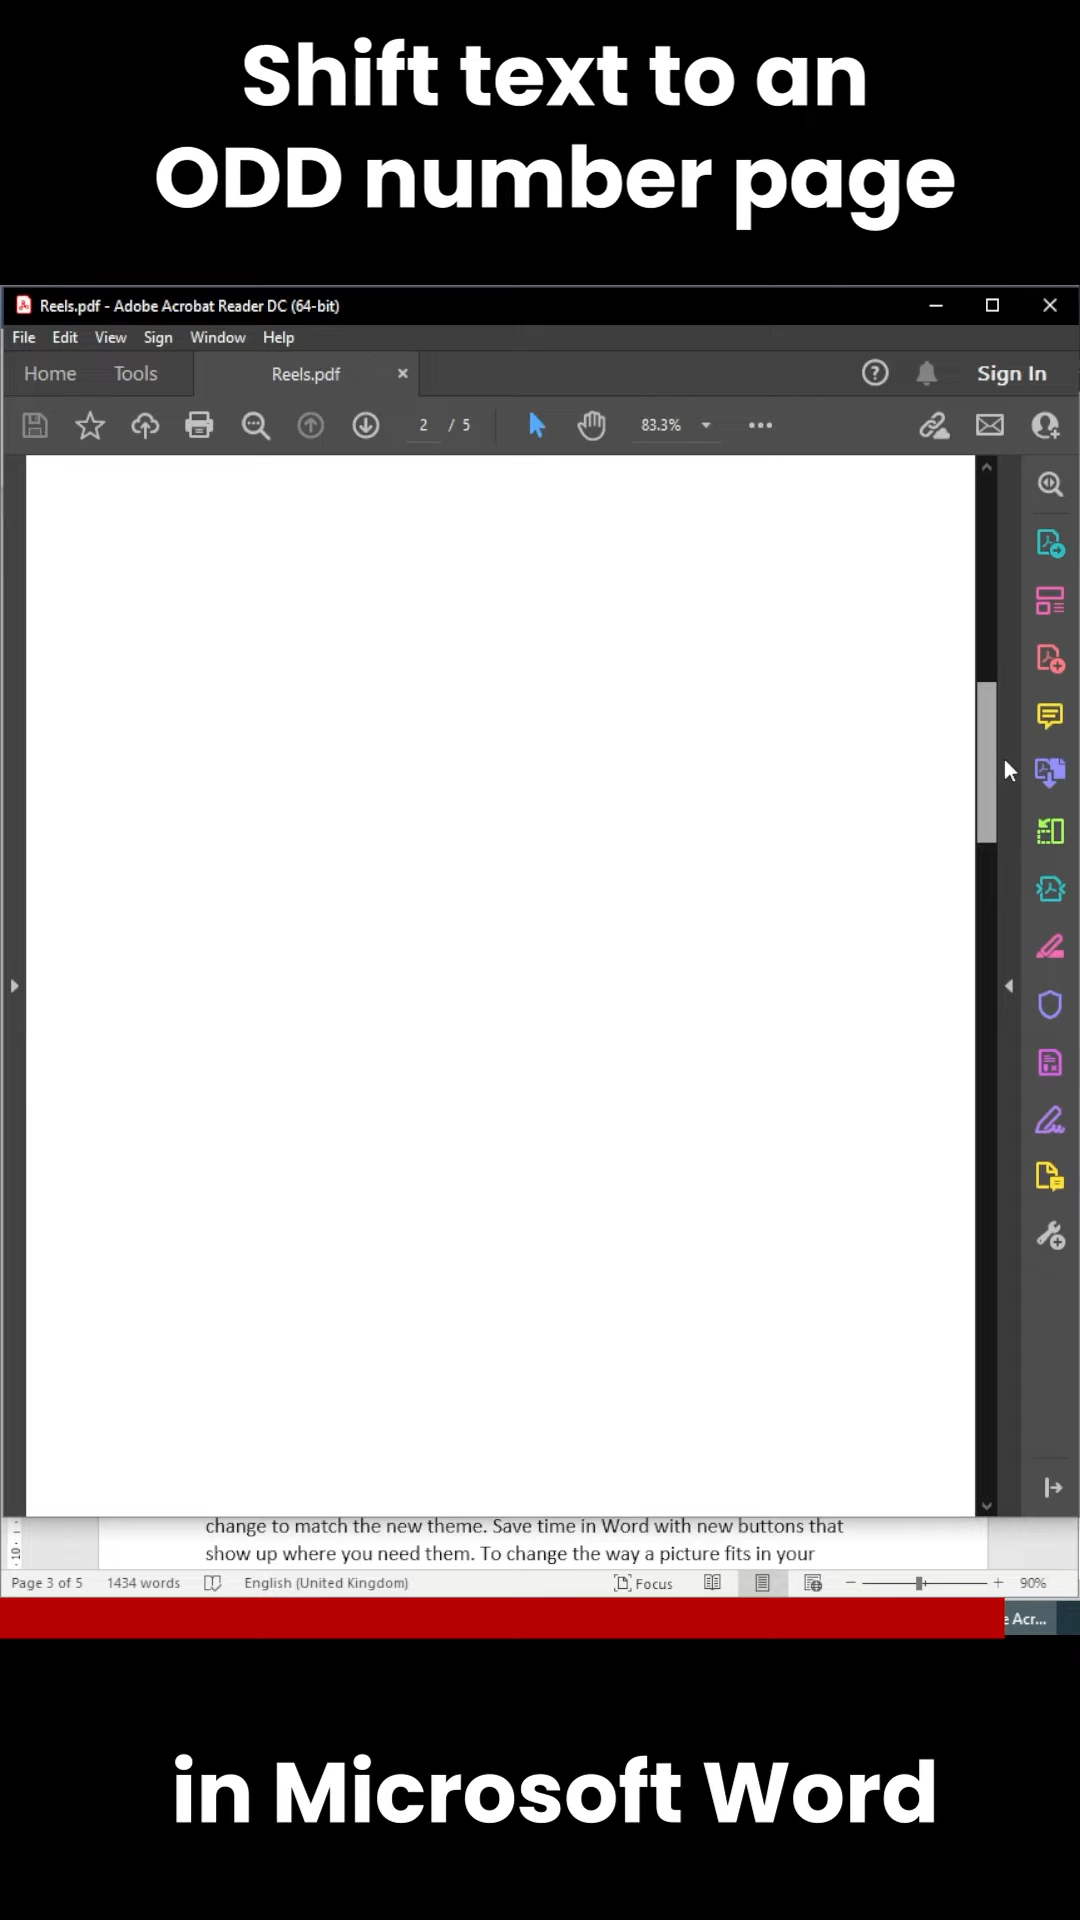 Shift text to an
ODD number page
Reels.pdf - Adobe Acrobat Reader DC (64-bit)
File Edit View Sign Window Help
Home Tools Reels.pdf Sign In
2 / 5 83.3%
change to match the new theme. Save time in Word with new buttons that
show up where you need them. To change the way a picture fits in your
10
Page 3 of 5 1434 words English (United Kingdom) Focus 90%
Acr...
in Microsoft Word